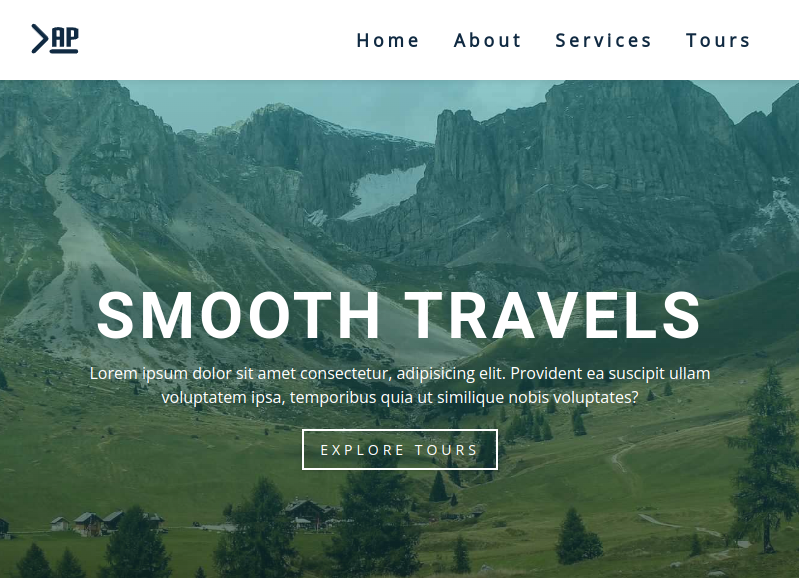 AP
Home About Services Tours
SMOOTH TRAVELS
Lorem ipsum dolor sit amet consectetur, adipisicing elit. Provident ea suscipit ullam
voluptatem ipsa, temporibus quia ut similique nobis voluptates?
EXPLORE TOURS